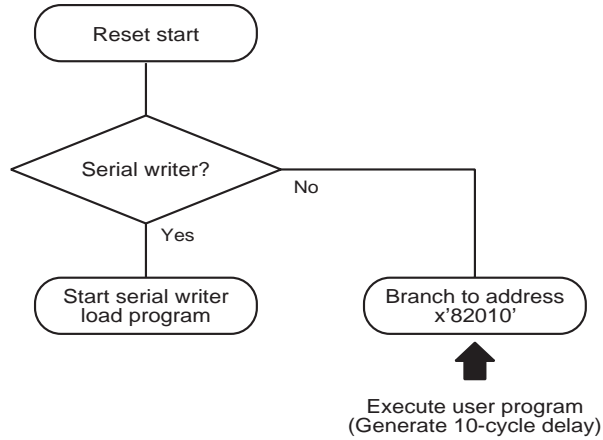 Reset start
Serial writer?
No
Yes
Start serial writer
load program
Branch to address
x'82010'
Execute user program
(Generate 10-cycle delay)